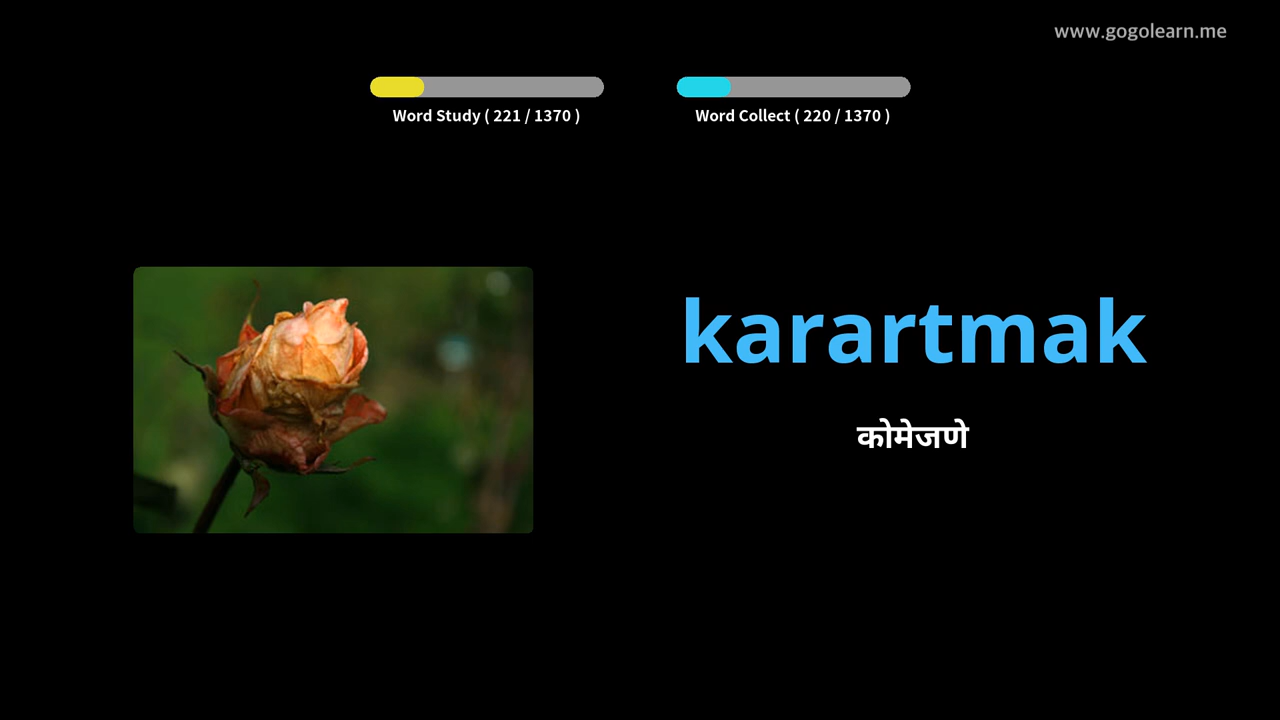 www.gogolearn.me
Word Study ( 221 / 1370 )
Word Collect ( 220 / 1370 )
karartmak
कोमेजणे